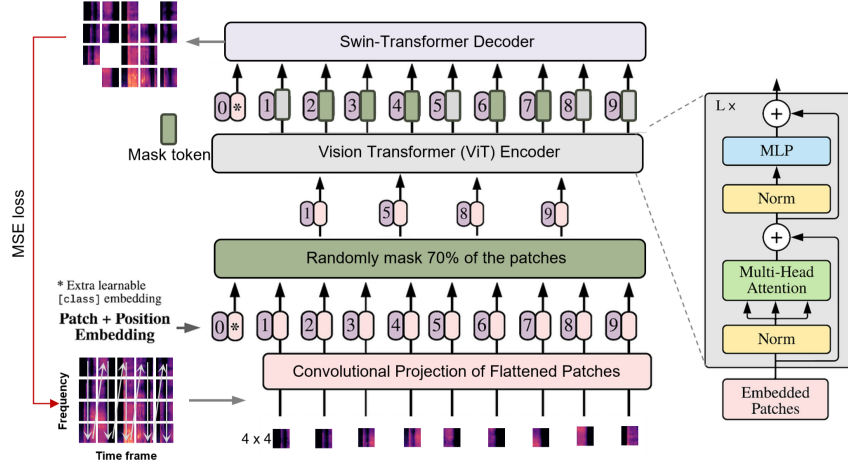 Swin-Transformer Decoder
0 * 1 2 3 4 5 6 7 8 9
Mask token
Vision Transformer (ViT) Encoder
1 5 8 9
MSE loss
Randomly mask 70% of the patches
* Extra learnable
[class] embedding
Patch + Position
Embedding
0 * 1 2 3 4 5 6 7 8 9
Convolutional Projection of Flattened Patches
Frequency
Time frame
4 x 4
L x
+
MLP
Norm
+
Multi-Head
Attention
Norm
Embedded
Patches